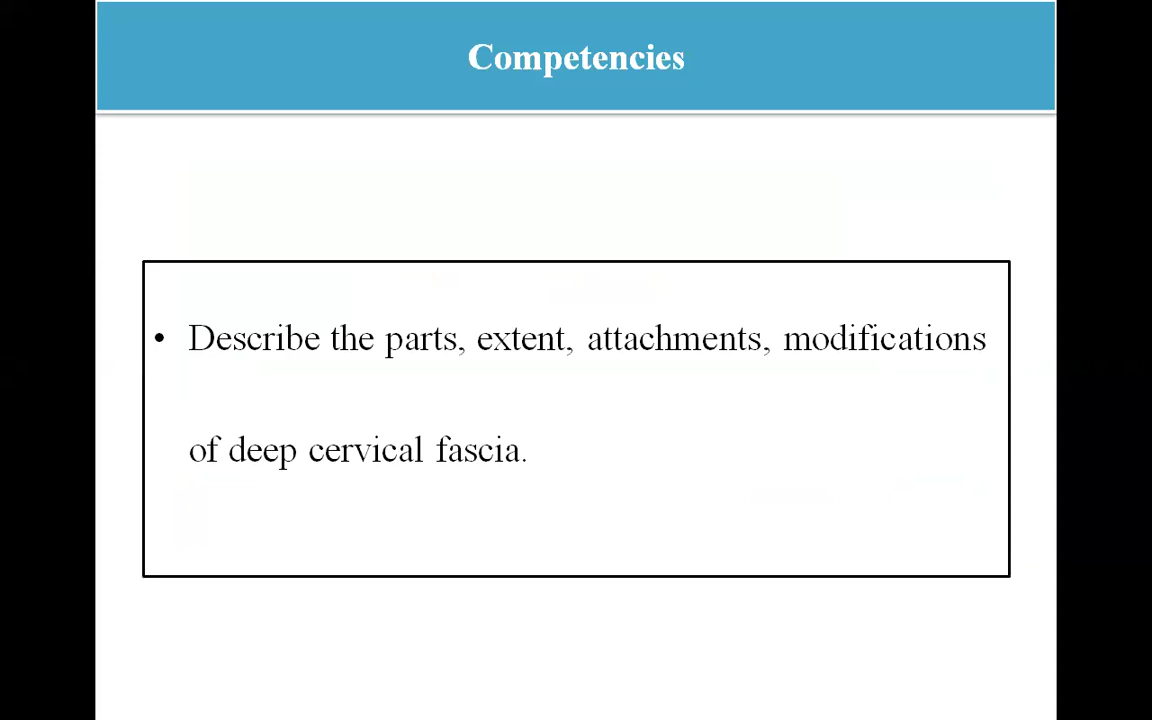 Competencies
• Describe the parts, extent, attachments, modifications
of deep cervical fascia.